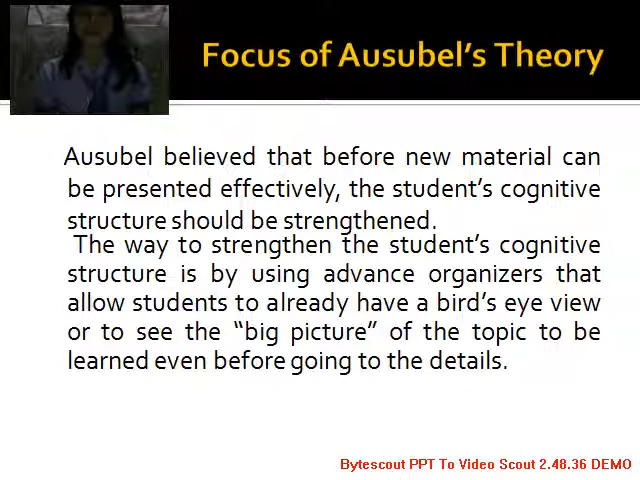 Focus of Ausubel's Theory
Ausubel believed that before new material can
be presented effectively, the student's cognitive
structure should be strengthened.
The way to strengthen the student's cognitive
structure is by using advance organizers that
allow students to already have a bird's eye view
or to see the “big picture” of the topic to be
learned even before going to the details.
Bytescout PPT To Video Scout 2.48.36 DEMO